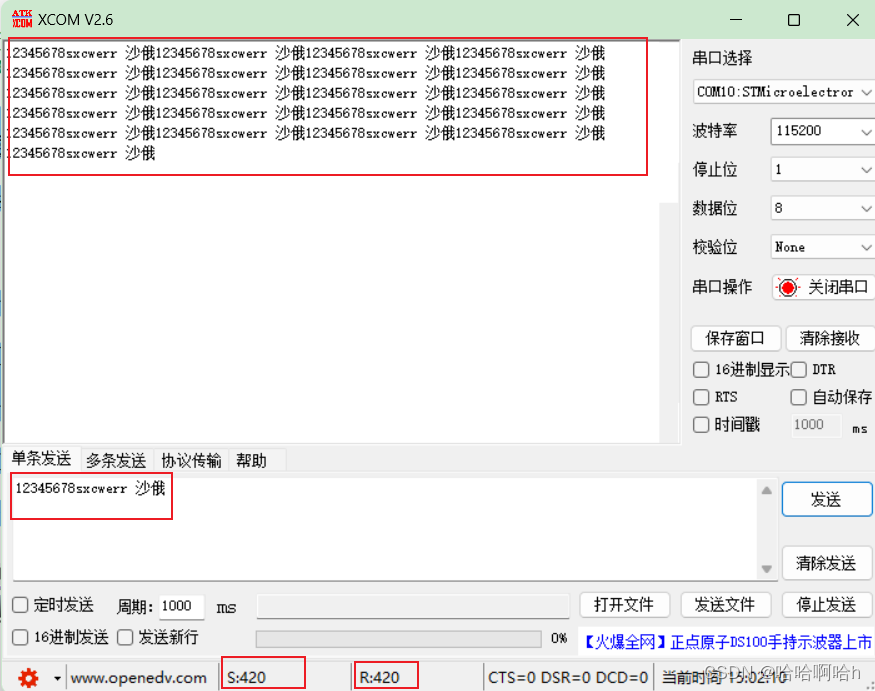 ATK
XCOM
XCOM V2.6
12345678sxcwerr 沙俄12345678sxcwerr 沙俄12345678sxcwerr 沙俄12345678sxcwerr 沙俄
12345678sxcwerr 沙俄12345678sxcwerr 沙俄12345678sxcwerr 沙俄12345678sxcwerr 沙俄
12345678sxcwerr 沙俄12345678sxcwerr 沙俄12345678sxcwerr 沙俄12345678sxcwerr 沙俄
12345678sxcwerr 沙俄12345678sxcwerr 沙俄12345678sxcwerr 沙俄12345678sxcwerr 沙俄
12345678sxcwerr 沙俄12345678sxcwerr 沙俄12345678sxcwerr 沙俄12345678sxcwerr 沙俄
12345678sxcwerr 沙俄
串口选择
COM10:STMicroelectror
波特率 115200
停止位 1
数据位 8
校验位 None
串口操作 关闭串口
保存窗口 清除接收
16进制显示 DTR
RTS 自动保存
时间戳 1000 ms
单条发送 多条发送 协议传输 帮助
12345678sxcwerr 沙俄
发送
清除发送
定时发送 周期: 1000 ms 打开文件 发送文件 停止发送
16进制发送 发送新行 0% 【火爆全网】正点原子DS100手持示波器上市
www.openedv.com S:420 R:420 CTS=0 DSR=0 DCD=0 当前时间 15:02:10
CSDN @哈哈啊哈h